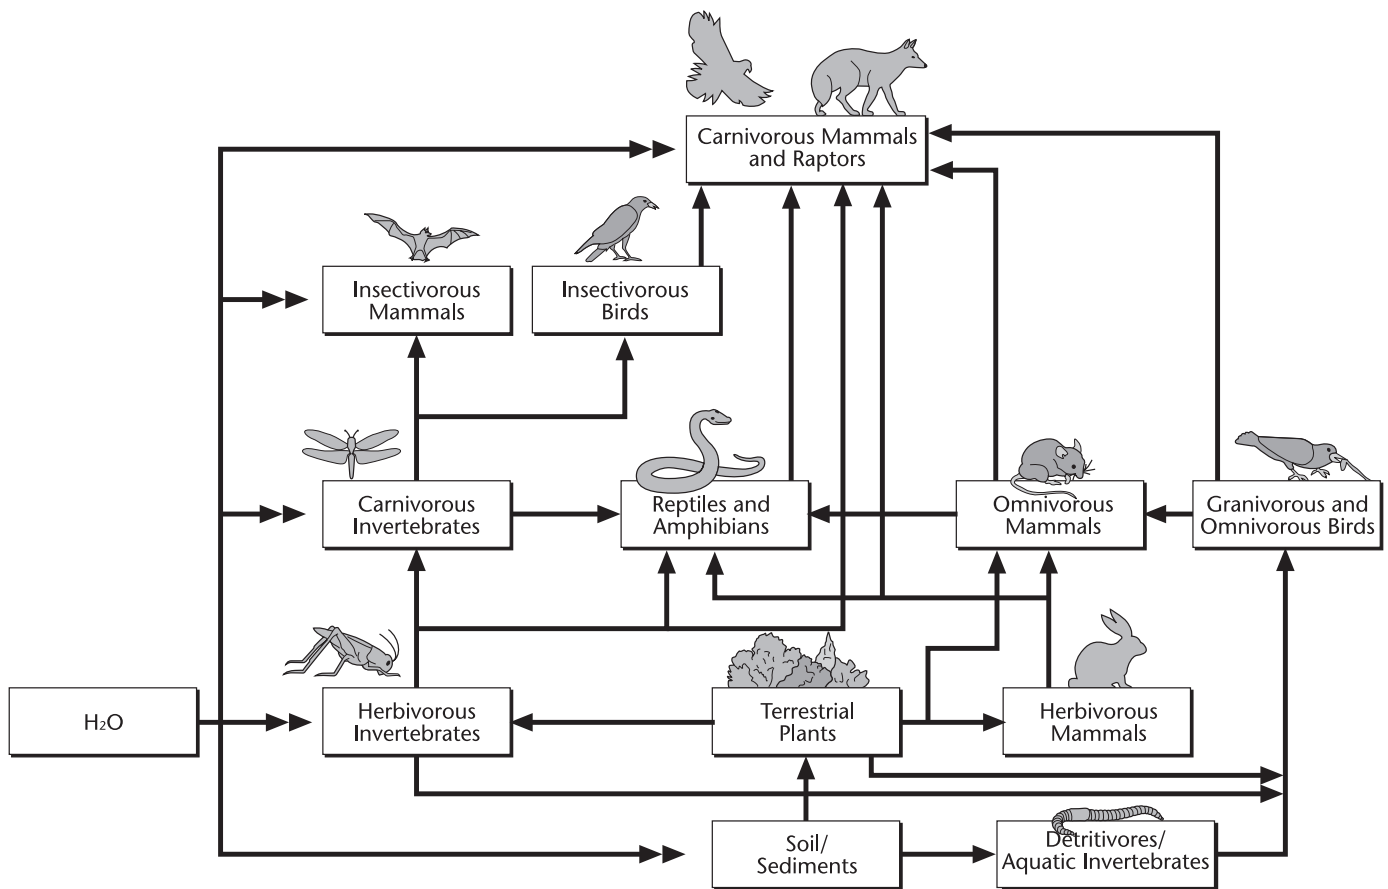 Carnivorous Mammals
and Raptors
Insectivorous
Mammals
Insectivorous
Birds
Carnivorous
Invertebrates
Reptiles and
Amphibians
Omnivorous
Mammals
Granivorous and
Omnivorous Birds
H₂O
Herbivorous
Invertebrates
Terrestrial
Plants
Herbivorous
Mammals
Soil/
Sediments
Detritivores/
Aquatic Invertebrates